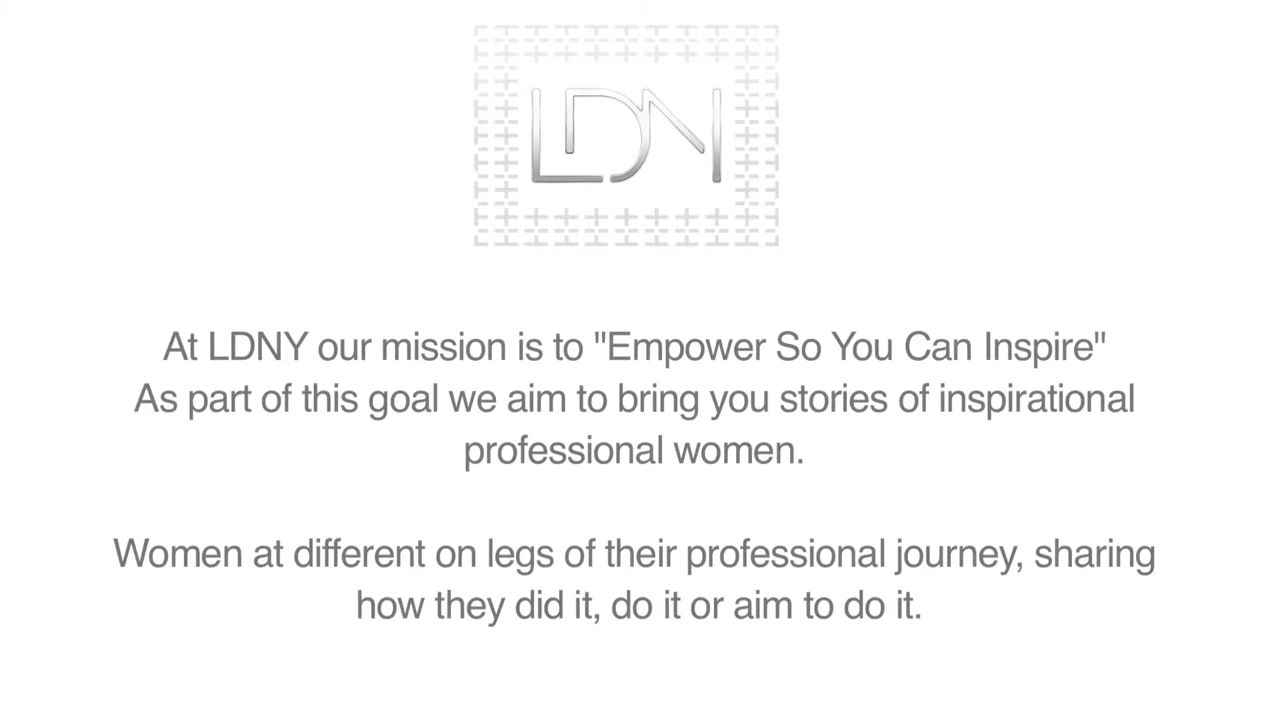 LDNY
At LDNY our mission is to "Empower So You Can Inspire"
As part of this goal we aim to bring you stories of inspirational
professional women.
Women at different on legs of their professional journey, sharing
how they did it, do it or aim to do it.